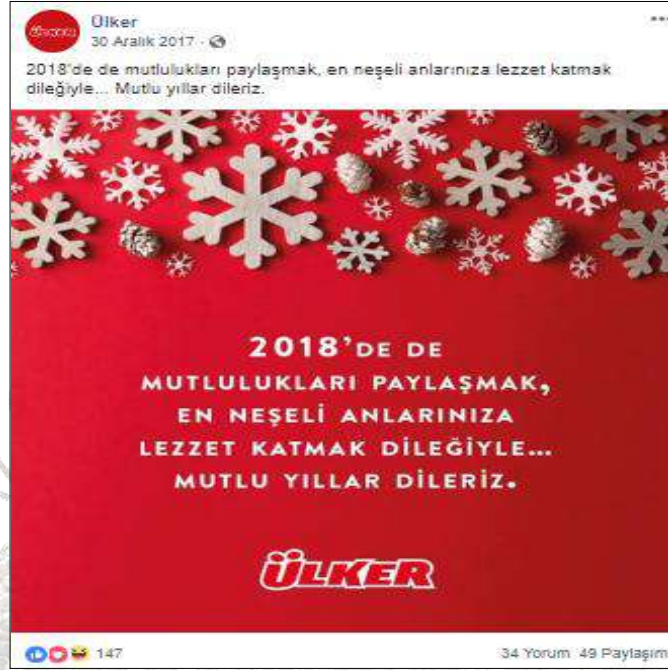 Ülker
30 Aralık 2017
2018'de de mutlulukları paylaşmak, en neşeli anlarınıza lezzet katmak
dileğiyle... Mutlu yıllar dileriz.
2018'DE DE
MUTLULUKLARI PAYLAŞMAK,
EN NEŞELİ ANLARINIZA
LEZZET KATMAK DİLEĞİYLE...
MUTLU YILLAR DİLERİZ.
ÜLKER
147
34 Yorum 49 Paylaşım